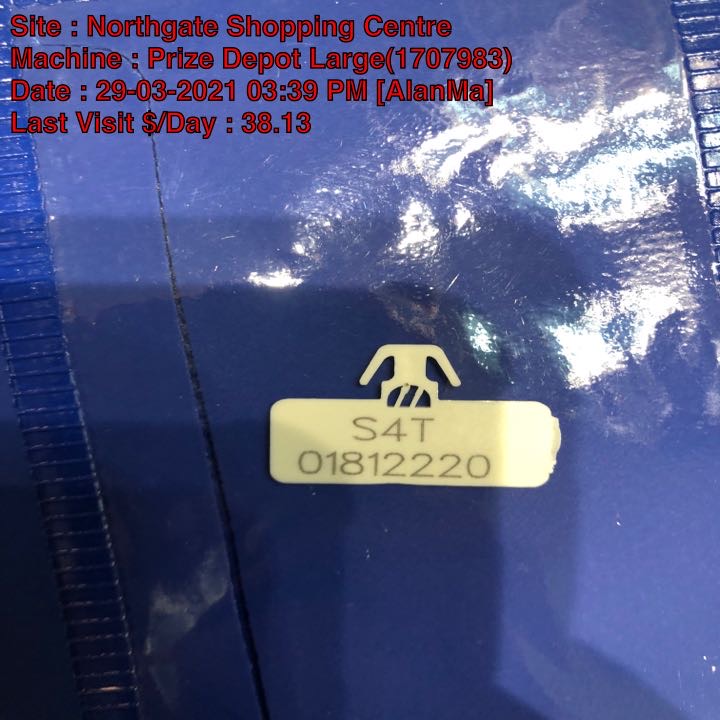 Site : Northgate Shopping Centre
Machine : Prize Depot Large(1707983)
Date : 29-03-2021 03:39 PM [AlanMa]
Last Visit $/Day : 38.13
S4T
01812220